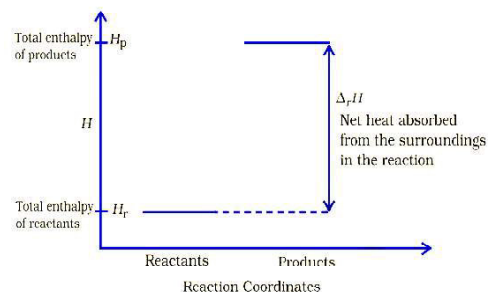 Total enthalpy
of products
Hp
ΔrH
Net heat absorbed
from the surroundings
in the reaction
H
Total enthalpy
of reactants
Hr
Reactants
Products
Reaction Coordinates